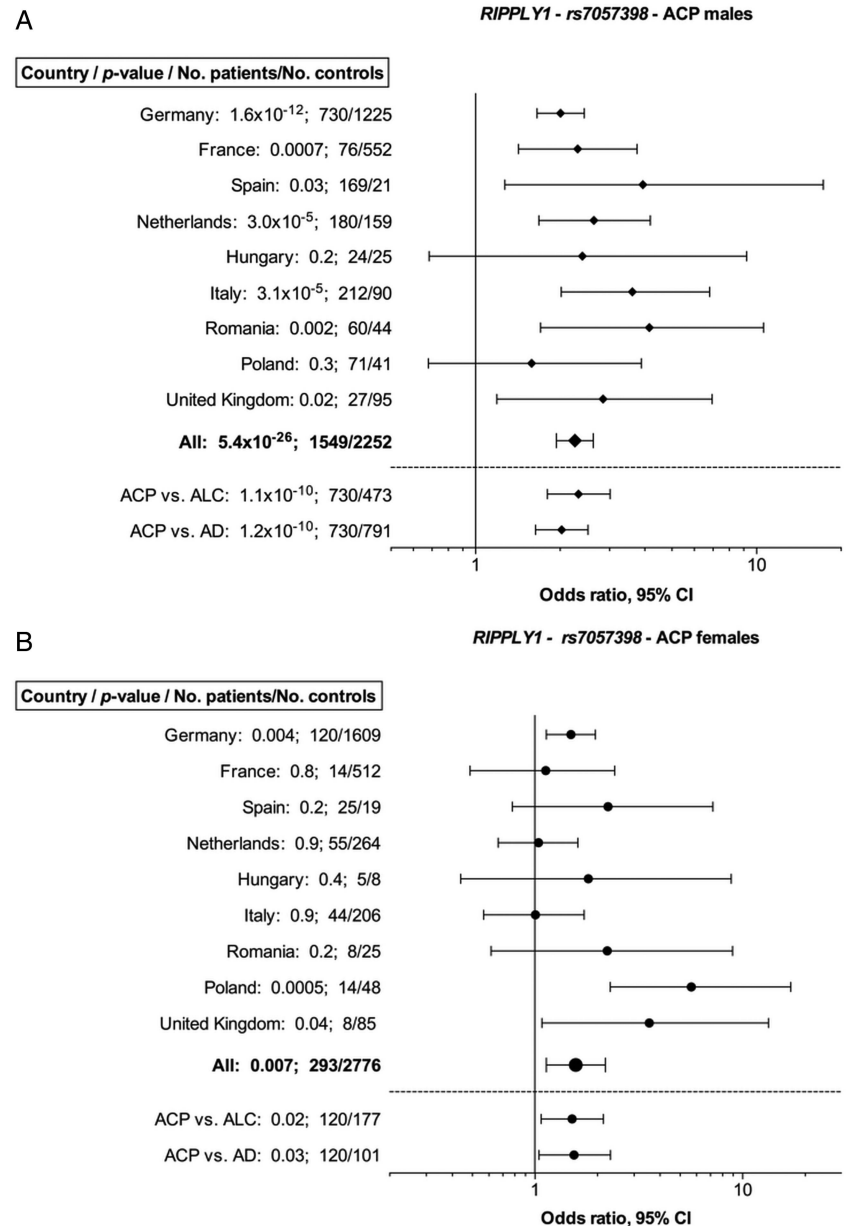 A
RIPPLY1 - rs7057398 - ACP males
Country / p-value / No. patients/No. controls
Germany: 1.6x10-12; 730/1225
France: 0.0007; 76/552
Spain: 0.03; 169/21
Netherlands: 3.0x10-5; 180/159
Hungary: 0.2; 24/25
Italy: 3.1x10-5; 212/90
Romania: 0.002; 60/44
Poland: 0.3; 71/41
United Kingdom: 0.02; 27/95
All: 5.4x10-26; 1549/2252
ACP vs. ALC: 1.1x10-10; 730/473
ACP vs. AD: 1.2x10-10; 730/791
1 10
Odds ratio, 95% CI
B
RIPPLY1 - rs7057398 - ACP females
Country / p-value / No. patients/No. controls
Germany: 0.004; 120/1609
France: 0.8; 14/512
Spain: 0.2; 25/19
Netherlands: 0.9; 55/264
Hungary: 0.4; 5/8
Italy: 0.9; 44/206
Romania: 0.2; 8/25
Poland: 0.0005; 14/48
United Kingdom: 0.04; 8/85
All: 0.007; 293/2776
ACP vs. ALC: 0.02; 120/177
ACP vs. AD: 0.03; 120/101
1 10
Odds ratio, 95% CI